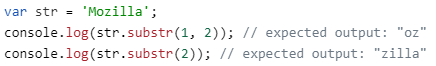 var str = 'Mozilla';
console.log(str.substr(1, 2)); // expected output: "oz"
console.log(str.substr(2)); // expected output: "zilla"